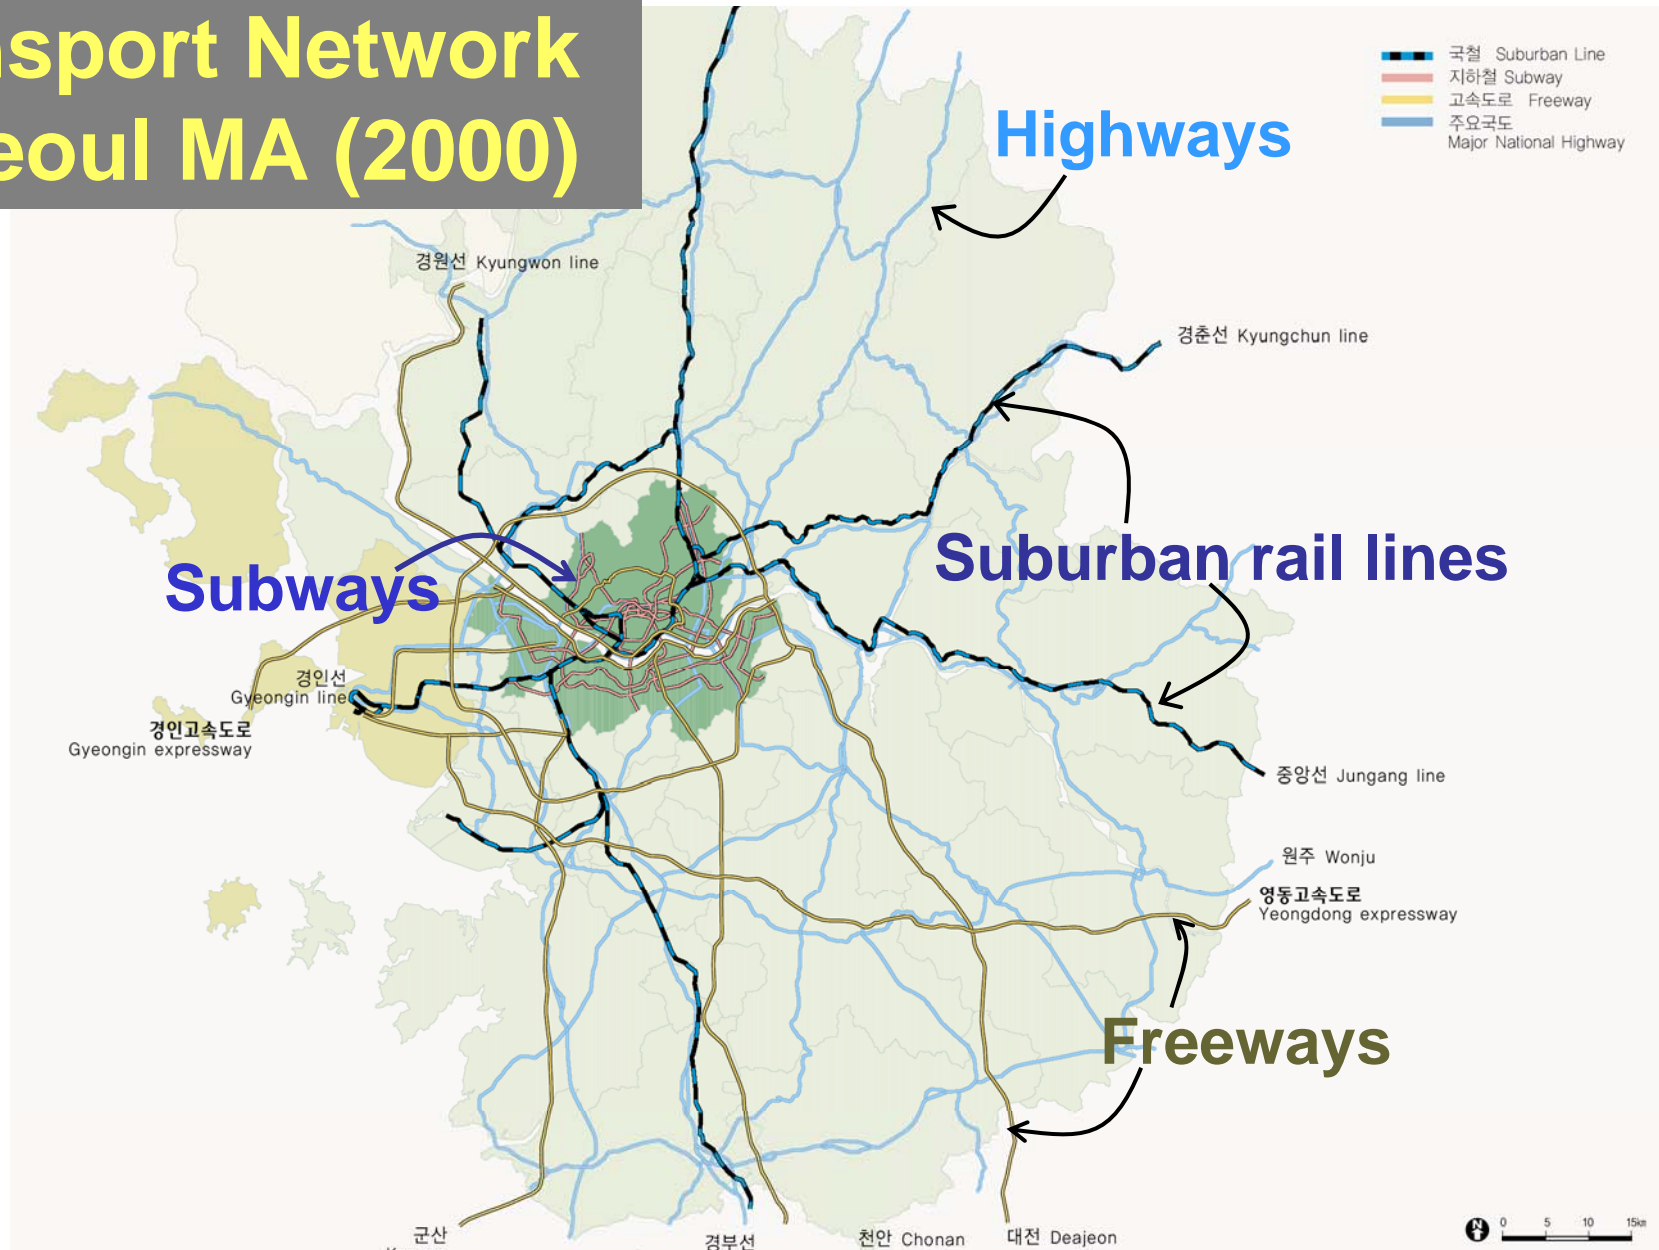 nsport Network
eoul MA (2000)
국철 Suburban Line
지하철 Subway
고속도로 Freeway
주요국도
Major National Highway
Highways
경원선 Kyungwon line
경춘선 Kyungchun line
Suburban rail lines
Subways
경인선
Gyeongin line
경인고속도로
Gyeongin expressway
중앙선 Jungang line
원주 Wonju
영동고속도로
Yeongdong expressway
Freeways
군산
경부선
천안 Chonan
대전 Deajeon
N
0 5 10 15km